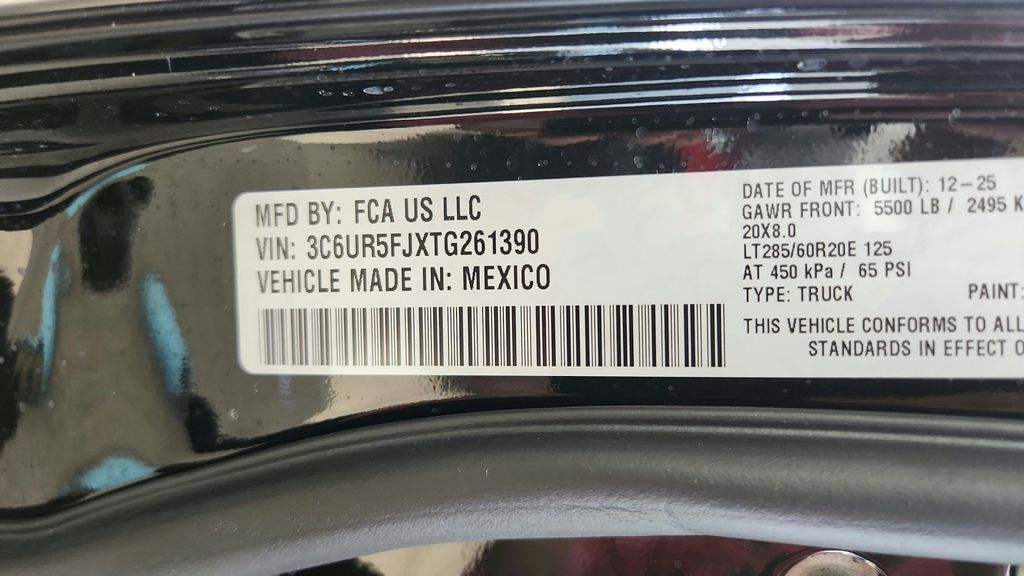 MFD BY: FCA US LLC
VIN: 3C6UR5FJXTG261390
VEHICLE MADE IN: MEXICO
DATE OF MFR (BUILT): 12-25
GAWR FRONT: 5500 LB / 2495 K
20X8.0
LT285/60R20E 125
AT 450 kPa / 65 PSI
TYPE: TRUCK PAINT:
THIS VEHICLE CONFORMS TO ALL
STANDARDS IN EFFECT O